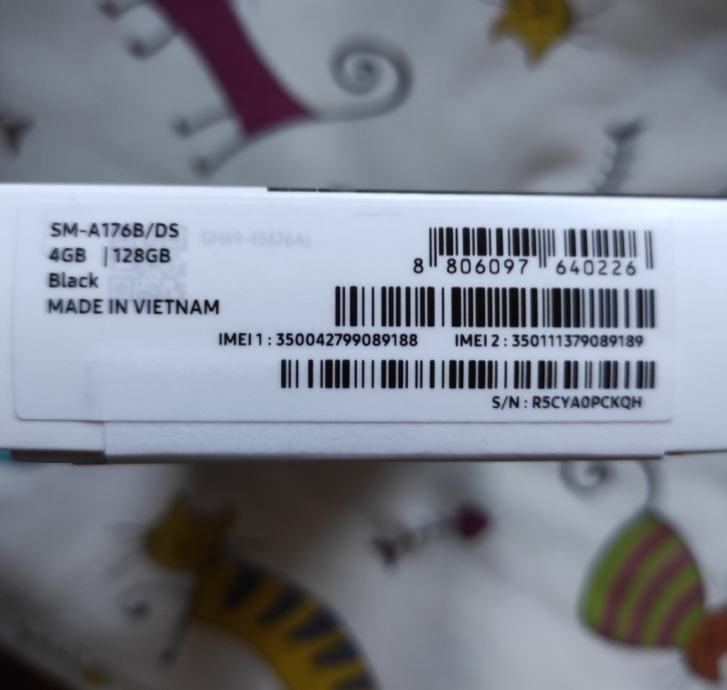 SM-A176B/DS
4GB | 128GB
Black
MADE IN VIETNAM
8 806097 640226
IMEI 1 : 350042799089188 IMEI 2 : 350111379089189
S/N : R5CYA0PCKQH